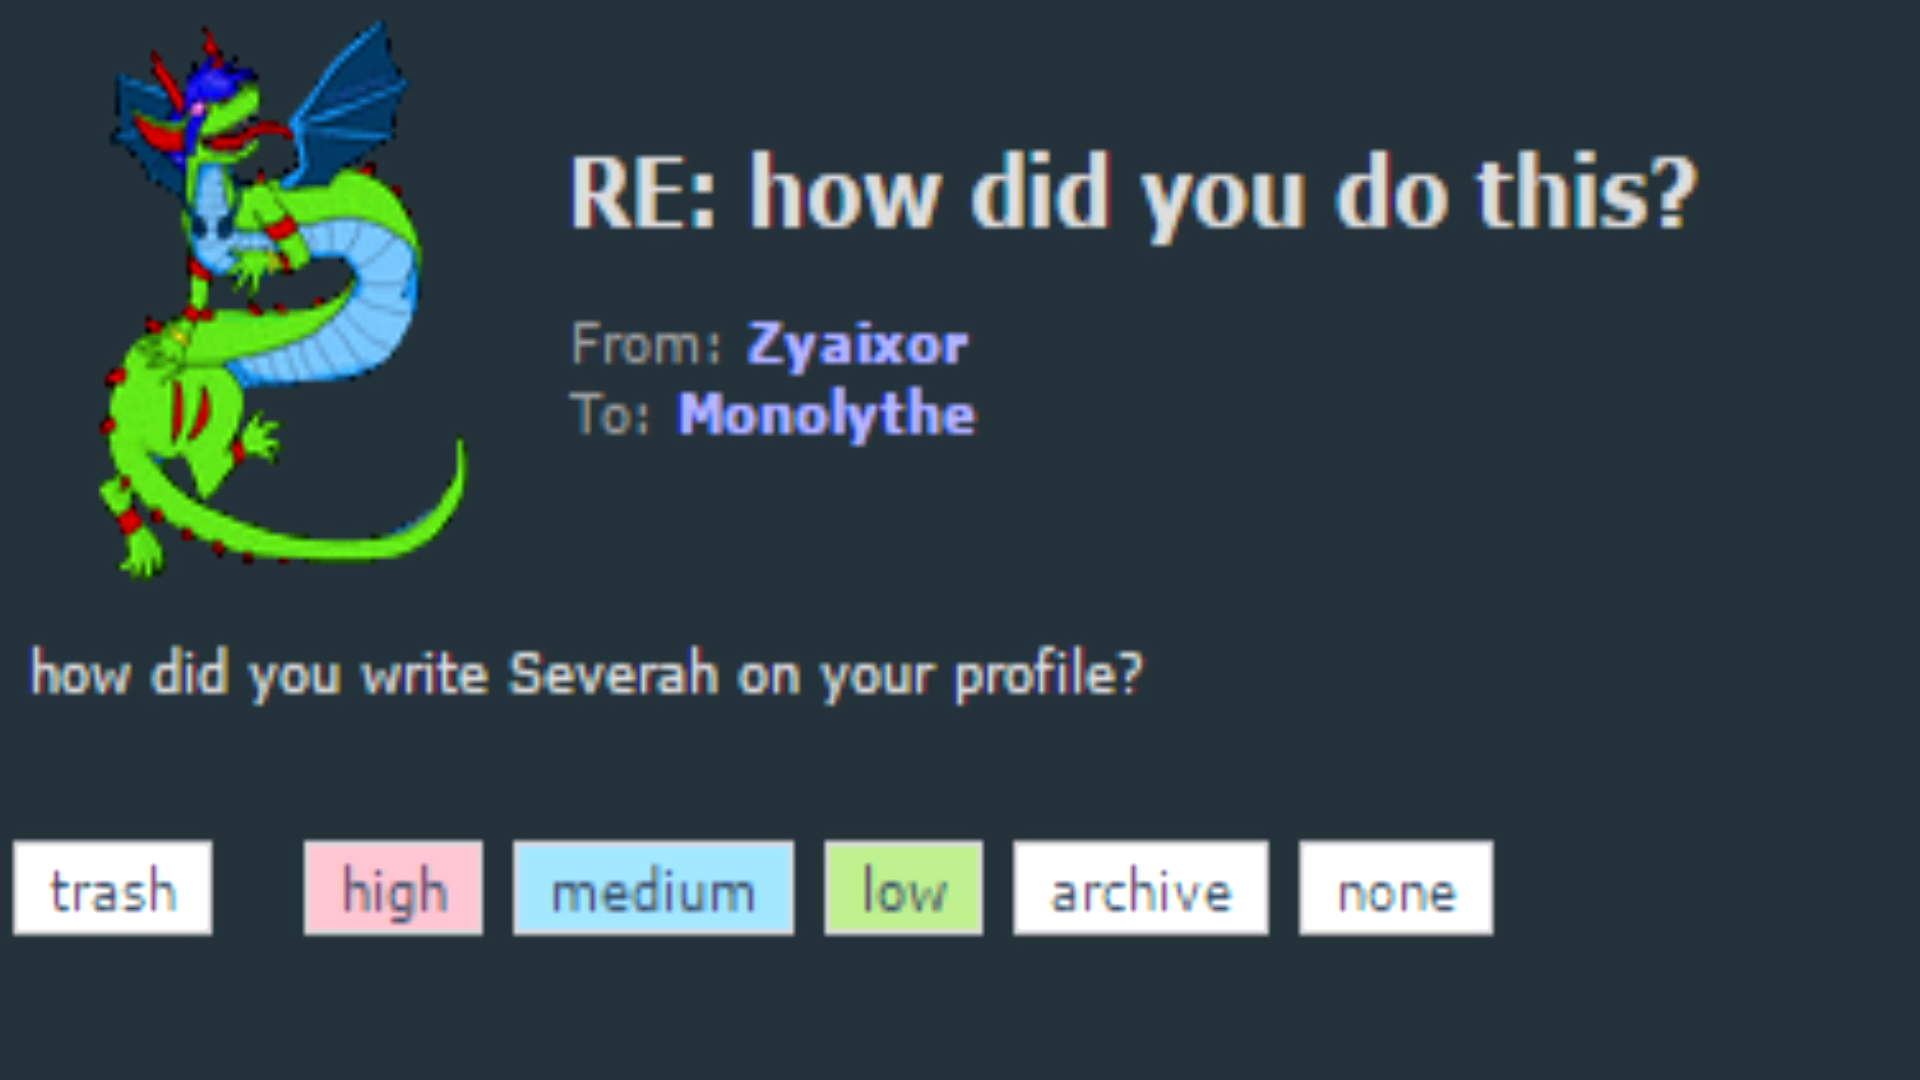 RE: how did you do this?
From: Zyaixor
To: Monolythe
how did you write Severah on your profile?
trash high medium low archive none